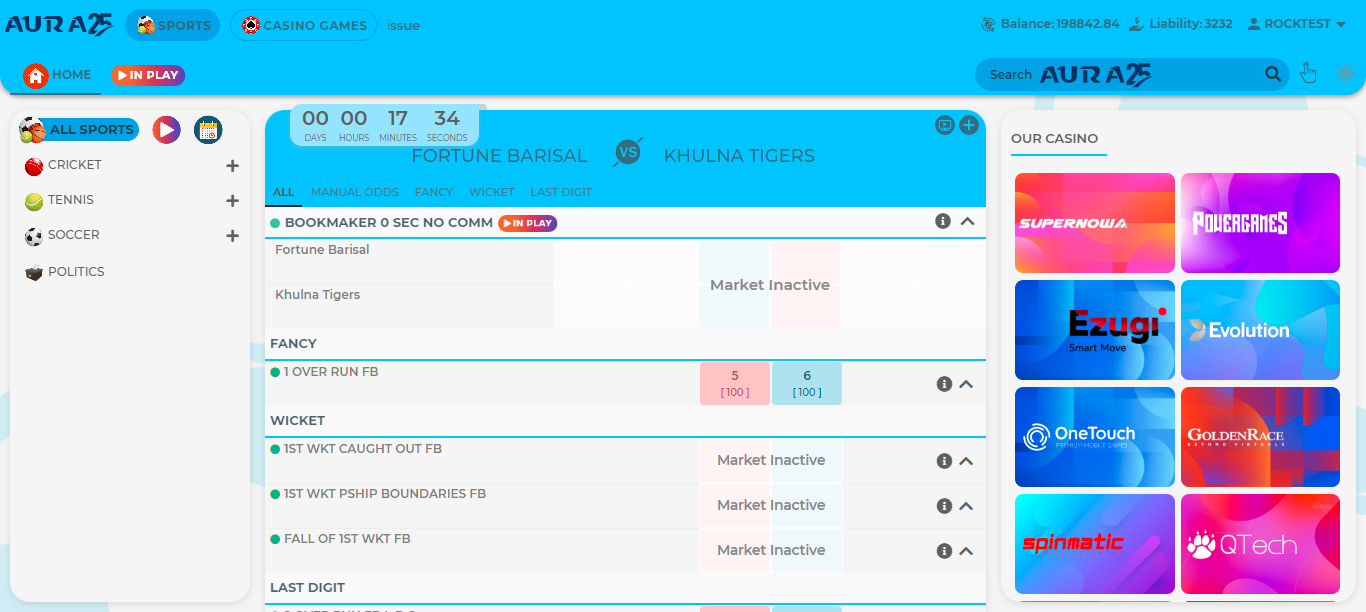 AURA25
SPORTS
CASINO GAMES
issue
Balance: 198842.84
Liability: 3232
ROCKTEST
HOME
IN PLAY
Search
AURA25
ALL SPORTS
CRICKET
TENNIS
SOCCER
POLITICS
00 00 17 34
DAYS HOURS MINUTES SECONDS
FORTUNE BARISAL VS KHULNA TIGERS
ALL MANUAL ODDS FANCY WICKET LAST DIGIT
BOOKMAKER 0 SEC NO COMM IN PLAY
Fortune Barisal
Market Inactive
Khulna Tigers
FANCY
1 OVER RUN FB
5 6
[ 100 ] [ 100 ]
WICKET
1ST WKT CAUGHT OUT FB
Market Inactive
1ST WKT PSHIP BOUNDARIES FB
Market Inactive
FALL OF 1ST WKT FB
Market Inactive
LAST DIGIT
OUR CASINO
SUPERNOWA
POWERGAMES
Ezugi
Smart Move
Evolution
OneTouch
PREMIUM MOBILE GAMES
GOLDENRACE
BEYOND VIRTUALS
spinmatic
QTech